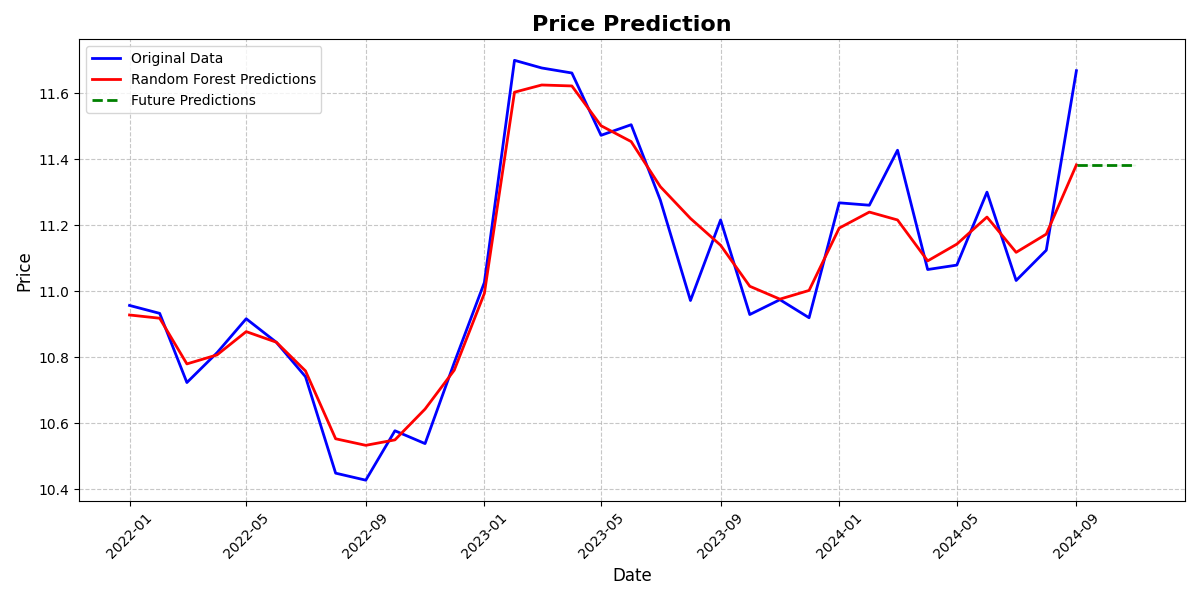 Price Prediction
Original Data
Random Forest Predictions
Future Predictions
Price
11.6
11.4
11.2
11.0
10.8
10.6
10.4
2022-01
2022-05
2022-09
2023-01
2023-05
2023-09
2024-01
2024-05
2024-09
Date